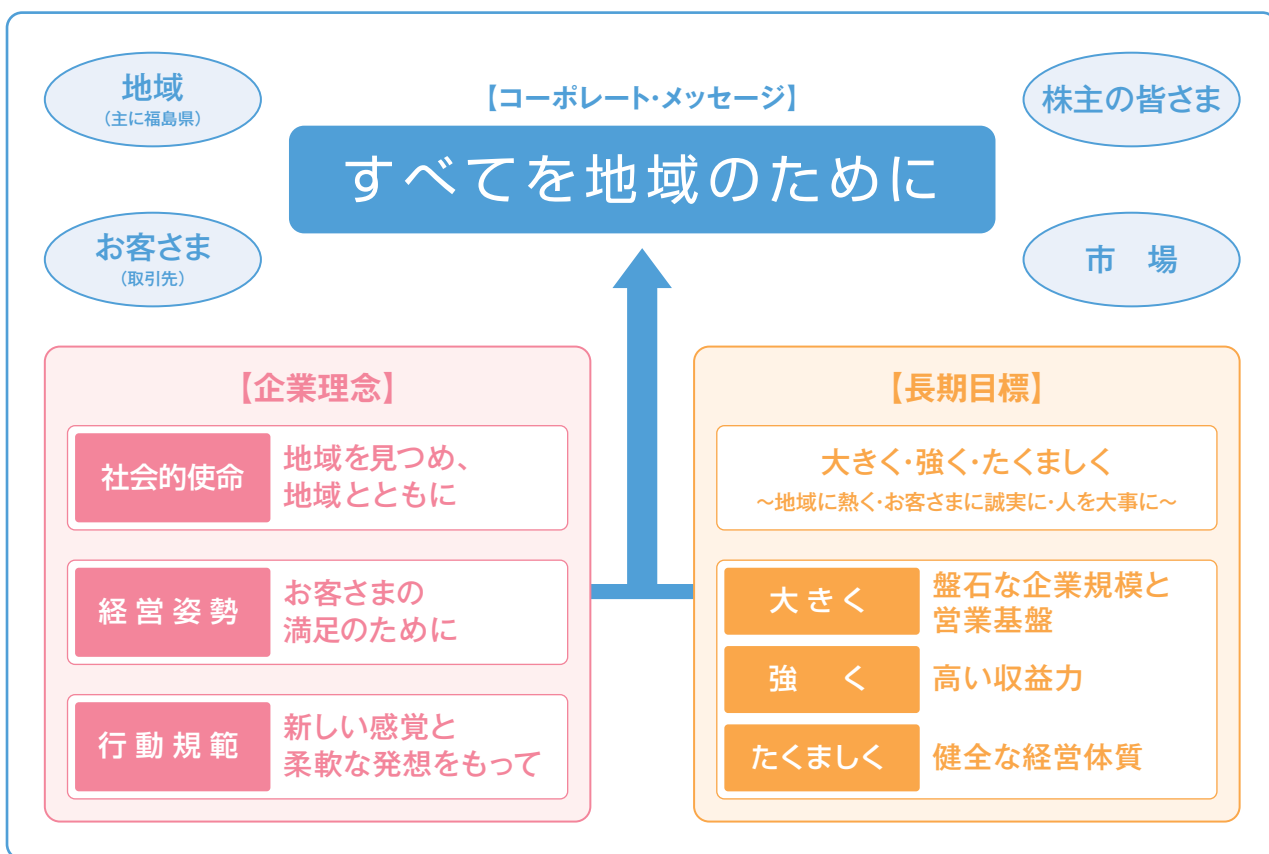 地域
(主に福島県)
【コーポレート・メッセージ】
株主の皆さま
すべてを地域のために
お客さま
(取引先)
市　場
【企業理念】
社会的使命
地域を見つめ、
地域とともに
経営姿勢
お客さまの
満足のために
行動規範
新しい感覚と
柔軟な発想をもって
【長期目標】
大きく・強く・たくましく
～地域に熱く・お客さまに誠実に・人を大事に～
大きく
盤石な企業規模と
営業基盤
強　く
高い収益力
たくましく
健全な経営体質